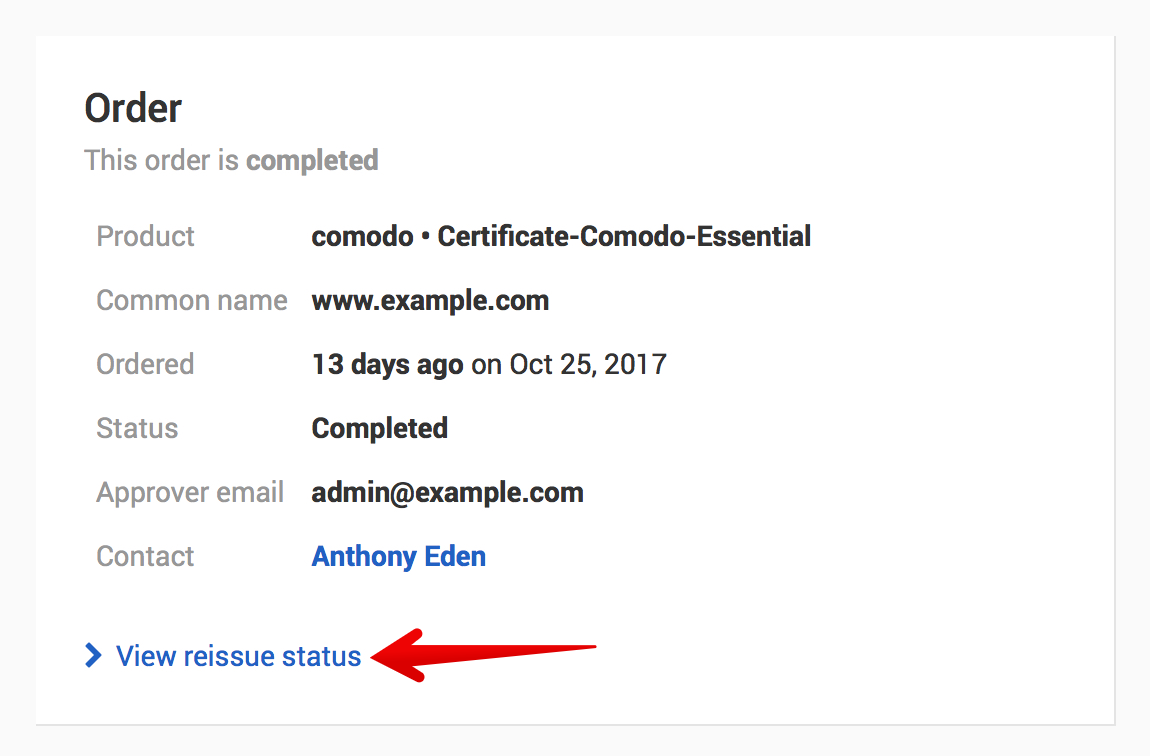 Order
This order is completed
Product comodo • Certificate-Comodo-Essential
Common name www.example.com
Ordered 13 days ago on Oct 25, 2017
Status Completed
Approver email admin@example.com
Contact Anthony Eden
View reissue status